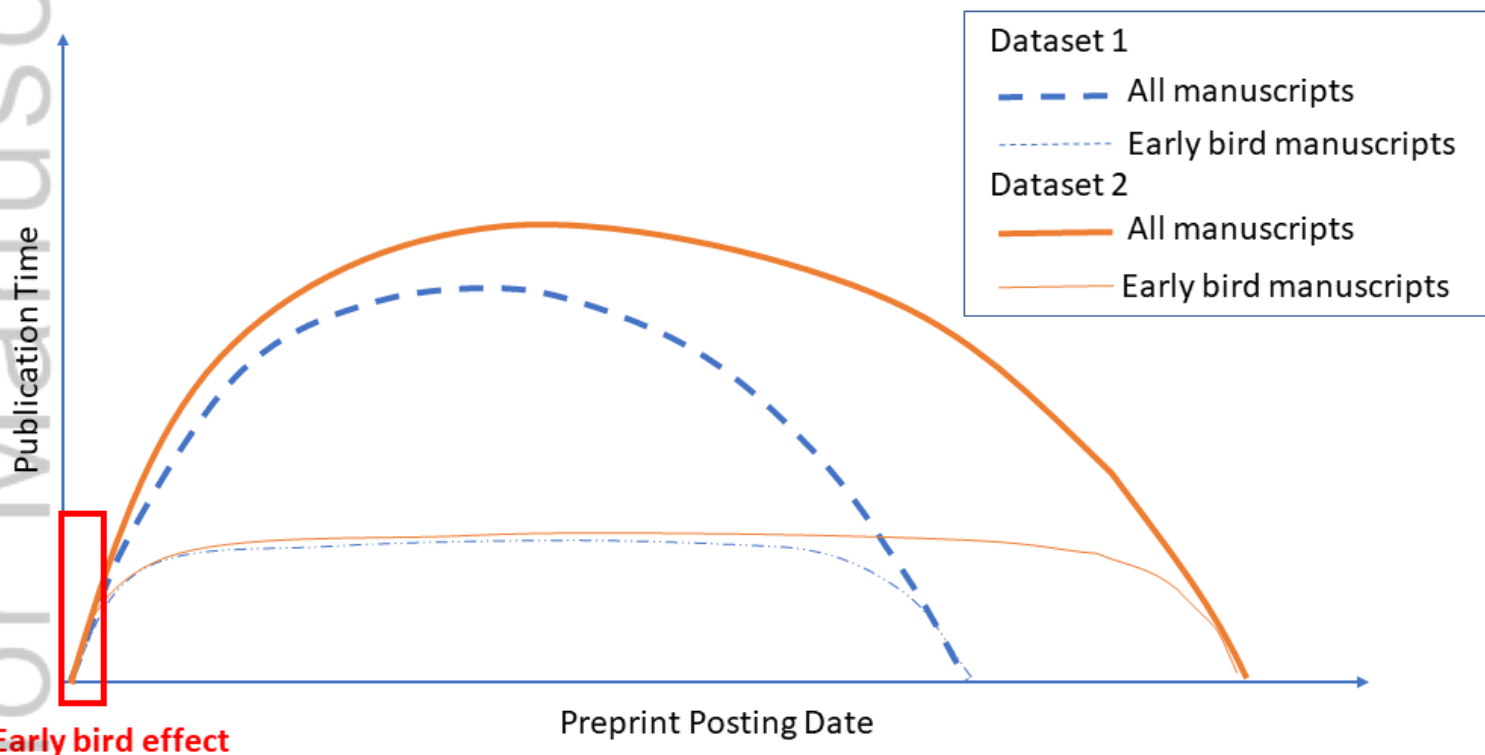 Dataset 1
All manuscripts
Early bird manuscripts
Dataset 2
All manuscripts
Early bird manuscripts
Publication Time
Preprint Posting Date
Early bird effect